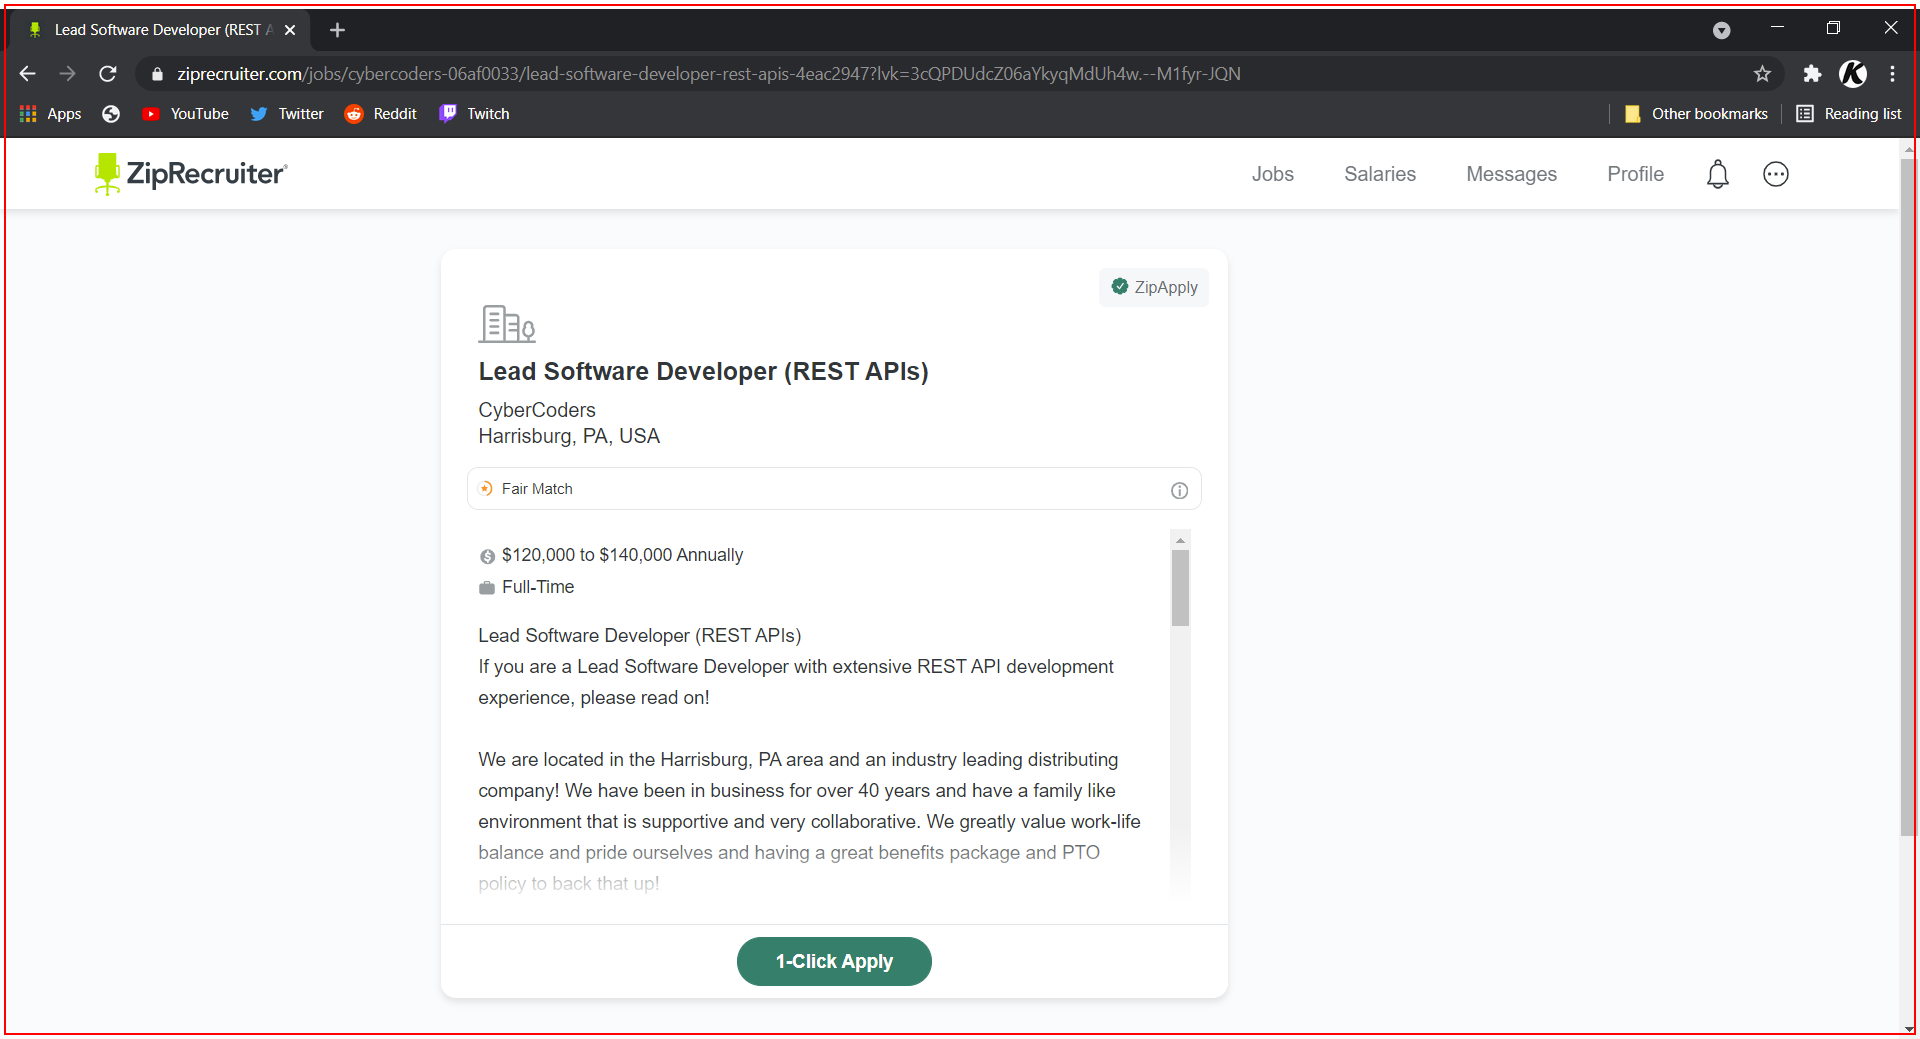 Lead Software Developer (REST A
ziprecruiter.com/jobs/cybercoders-06af0033/lead-software-developer-rest-apis-4eac2947?lvk=3cQPDUdcZ06aYkyqMdUh4w.--M1fyr-JQN
Apps YouTube Twitter Reddit Twitch Other bookmarks Reading list
ZipRecruiter Jobs Salaries Messages Profile
ZipApply
Lead Software Developer (REST APIs)
CyberCoders
Harrisburg, PA, USA
Fair Match
$120,000 to $140,000 Annually
Full-Time
Lead Software Developer (REST APIs)
If you are a Lead Software Developer with extensive REST API development
experience, please read on!
We are located in the Harrisburg, PA area and an industry leading distributing
company! We have been in business for over 40 years and have a family like
environment that is supportive and very collaborative. We greatly value work-life
balance and pride ourselves and having a great benefits package and PTO
policy to back that up!
1-Click Apply